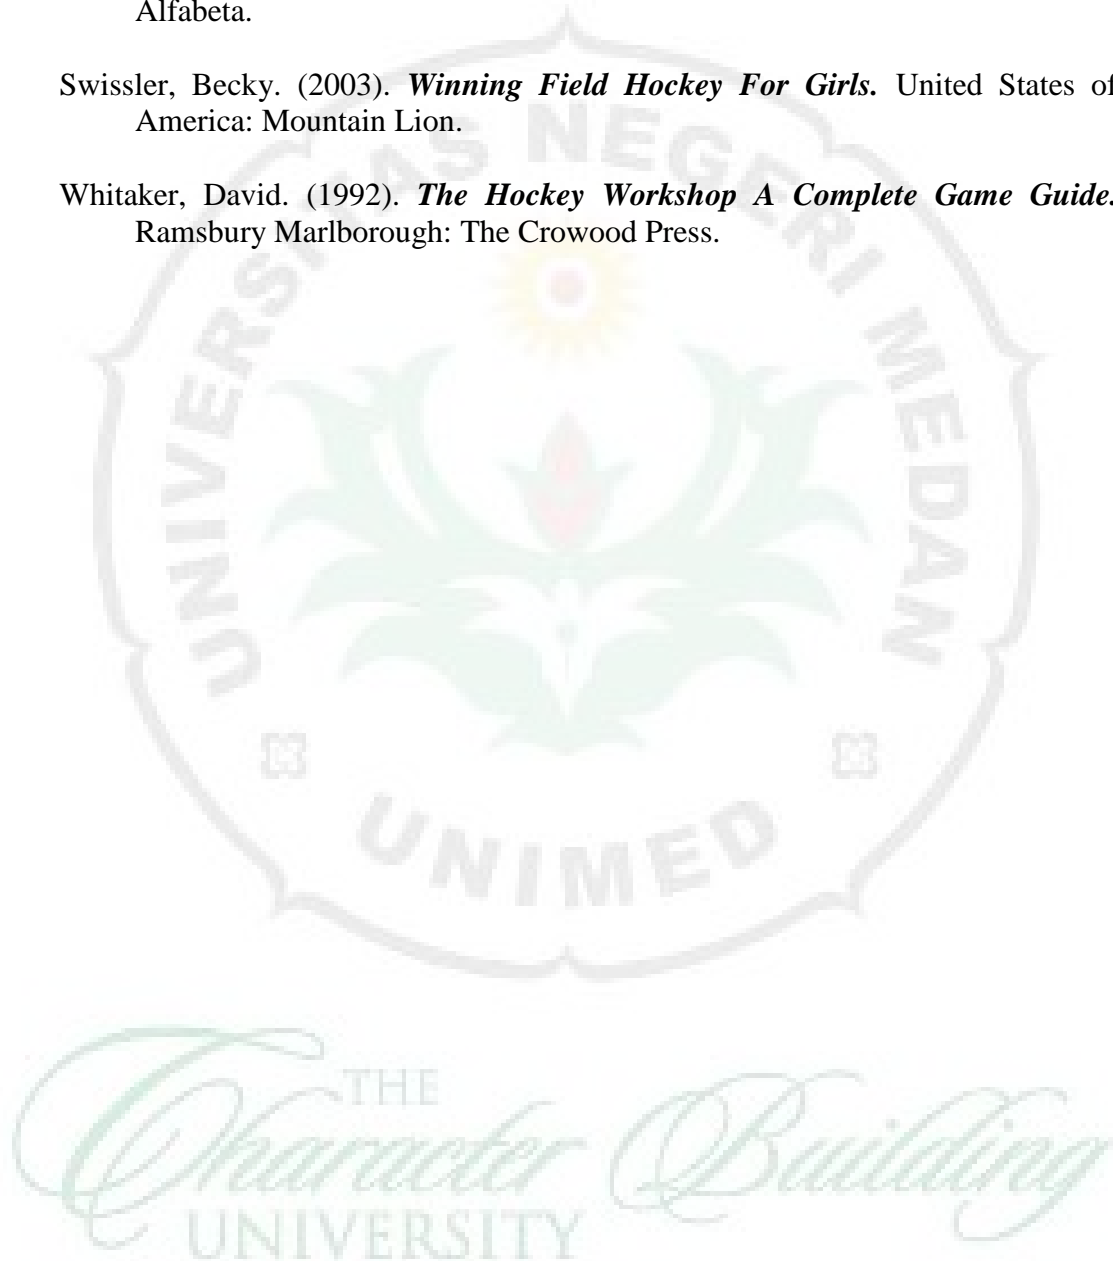 Alfabeta.
Swissler, Becky. (2003). Winning Field Hockey For Girls. United States of
America: Mountain Lion.
Whitaker, David. (1992). The Hockey Workshop A Complete Game Guide.
Ramsbury Marlborough: The Crowood Press.
UNIVERSITAS NEGERI MEDAN
UNIMED
THE
Character Building
UNIVERSITY